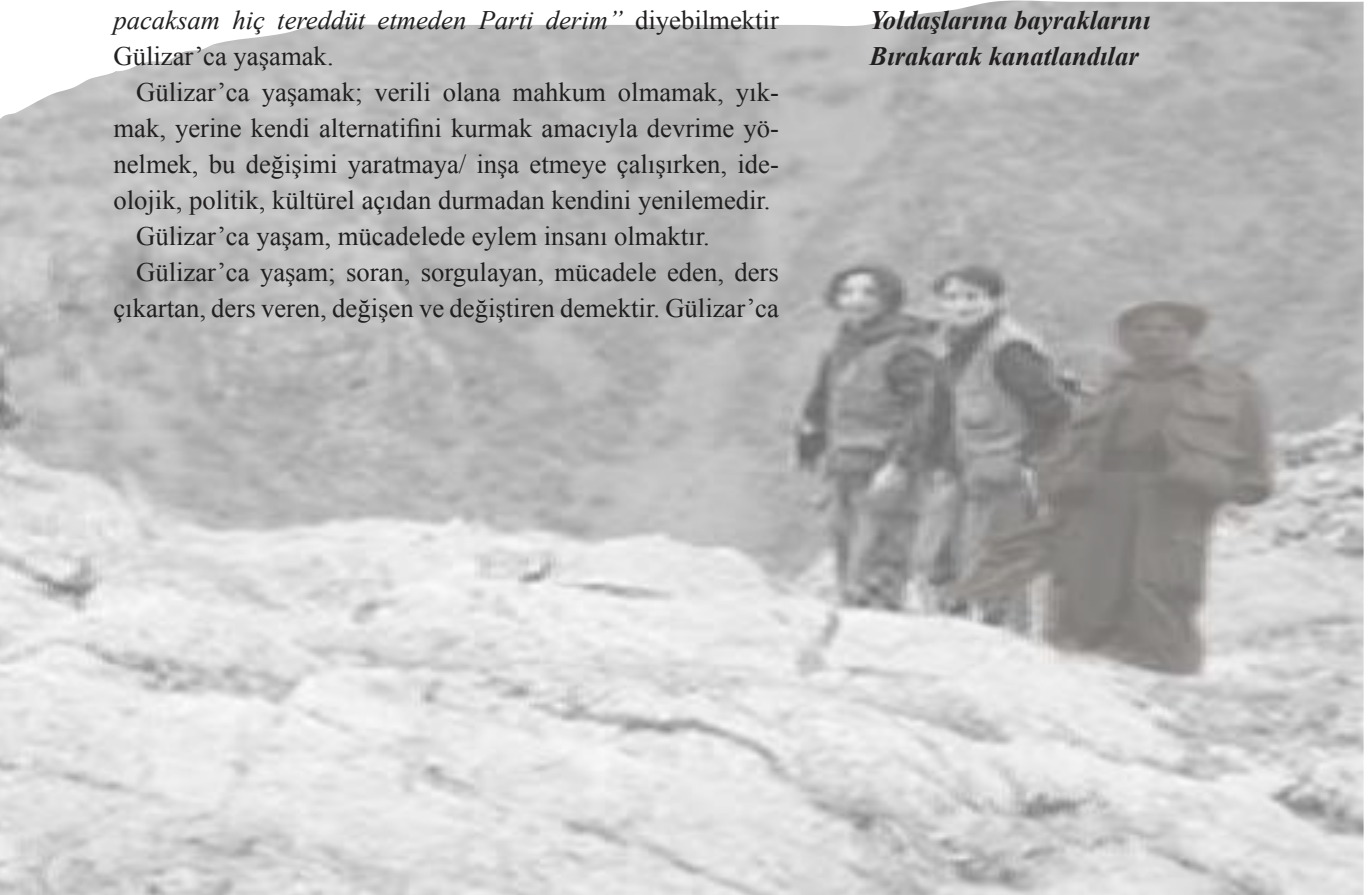 pacaksam hiç tereddüt etmeden Parti derim” diyebilmektir
Gülizar’ca yaşamak.
Gülizar’ca yaşamak; verili olana mahkum olmamak, yık-
mak, yerine kendi alternatifini kurmak amacıyla devrime yö-
nelmek, bu değişimi yaratmaya/ inşa etmeye çalışırken, ide-
olojik, politik, kültürel açıdan durmadan kendini yenilemedir.
Gülizar’ca yaşam, mücadelede eylem insanı olmaktır.
Gülizar’ca yaşam; soran, sorgulayan, mücadele eden, ders
çıkartan, ders veren, değişen ve değiştiren demektir. Gülizar’ca
Yoldaşlarına bayraklarını
Bırakarak kanatlandılar